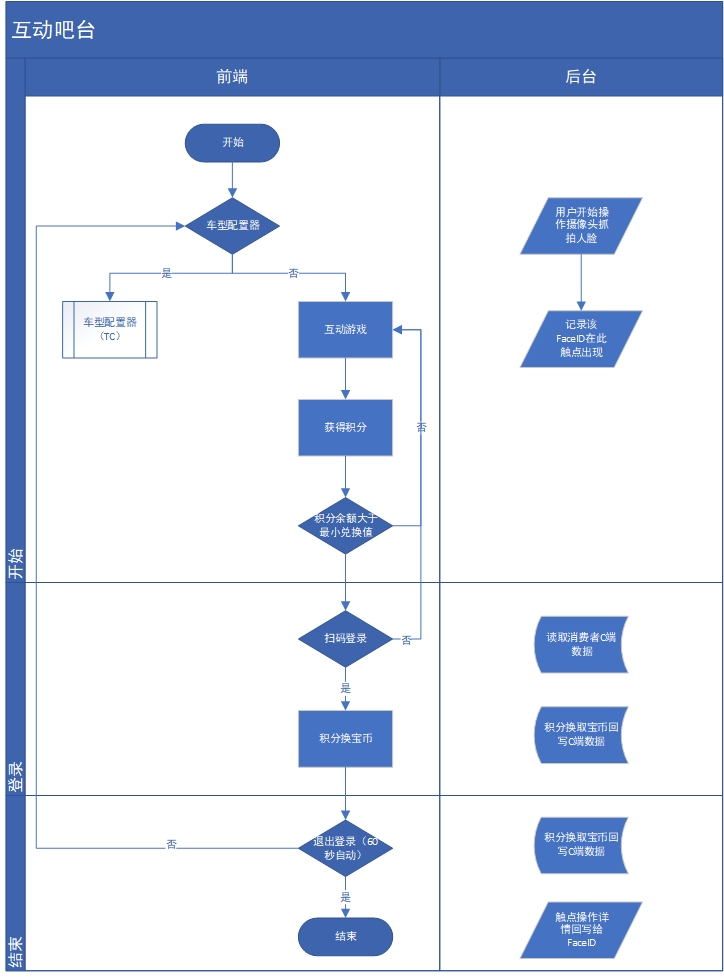 互动吧台
前端
后台
开始
开始
车型配置器
是
否
车型配置器
（TC）
互动游戏
获得积分
否
积分余额大于
最小兑换值
用户开始操
作摄像头抓
拍人脸
记录该
FaceID在此
触点出现
登录
扫码登录
否
是
积分换宝币
读取消费者C端
数据
积分换取宝币回
写C端数据
结束
退出登录（60
秒自动）
否
是
结束
积分换取宝币回
写C端数据
触点操作详
情回写给
FaceID